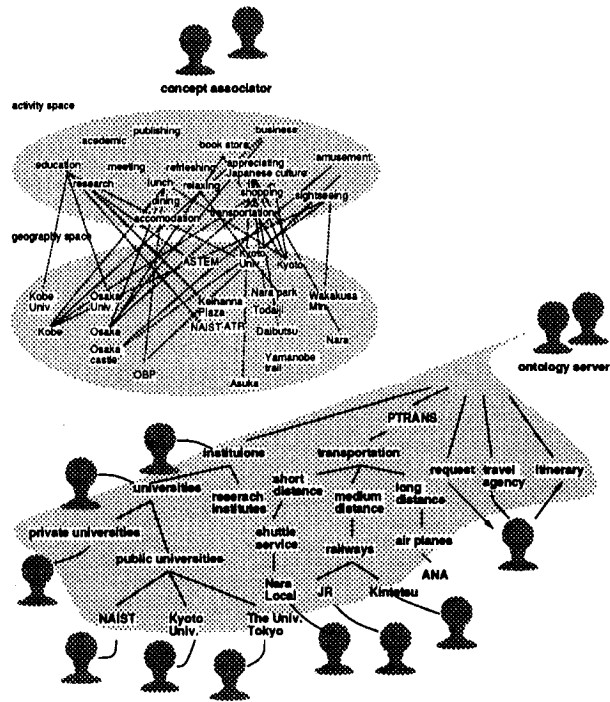 concept associator
activity space
publishing
business
academic
book store
education
meeting
refreshing
appreciating
Japanese culture
amusement
research
lunch
relaxing
shopping
sightseeing
dining
transportation
accomodation
geography space
ASTEM
Kyoto
Univ.
Kyoto
Kobe
Univ.
Osaka
Univ.
Keihanna
Plaza
Nara park
Todaiji
Wakakusa
Mtn.
Kobe
Osaka
NAIST
ATR
Daibutsu
Nara
Osaka
castle
Yamanobe
trail
OBP
Asuka
ontology server
PTRANS
institutions
transportation
request
travel
agency
itinerary
universities
reserach
institutes
short
distance
medium
distance
long
distance
private universities
shuttle
service
railways
air planes
public universities
ANA
Nara
Local
JR
Kintetsu
NAIST
Kyoto
Univ.
The Univ.
Tokyo